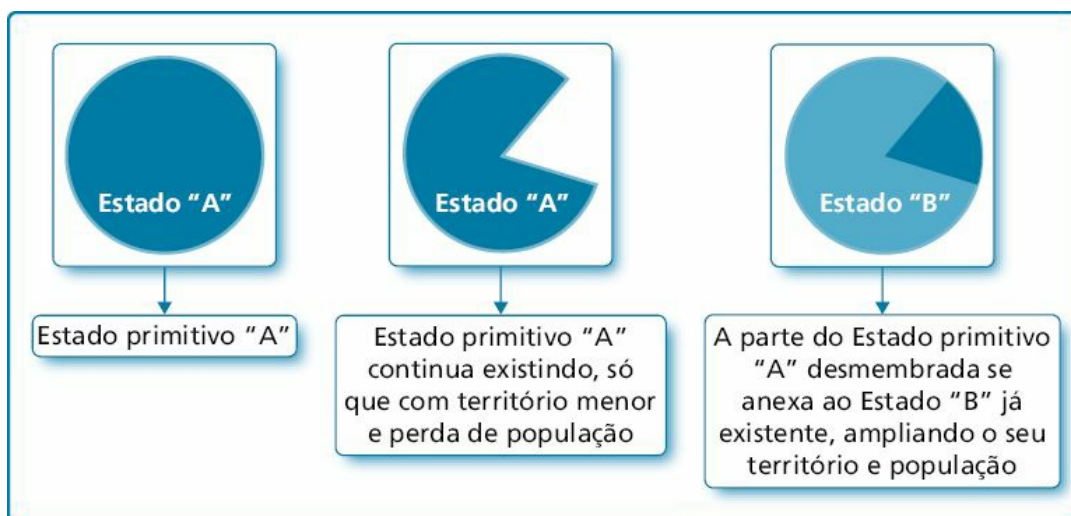 Estado “A”
Estado “A”
Estado “B”
Estado primitivo “A”
Estado primitivo “A”
continua existindo, só
que com território menor
e perda de população
A parte do Estado primitivo
“A” desmembrada se
anexa ao Estado “B” já
existente, ampliando o seu
território e população